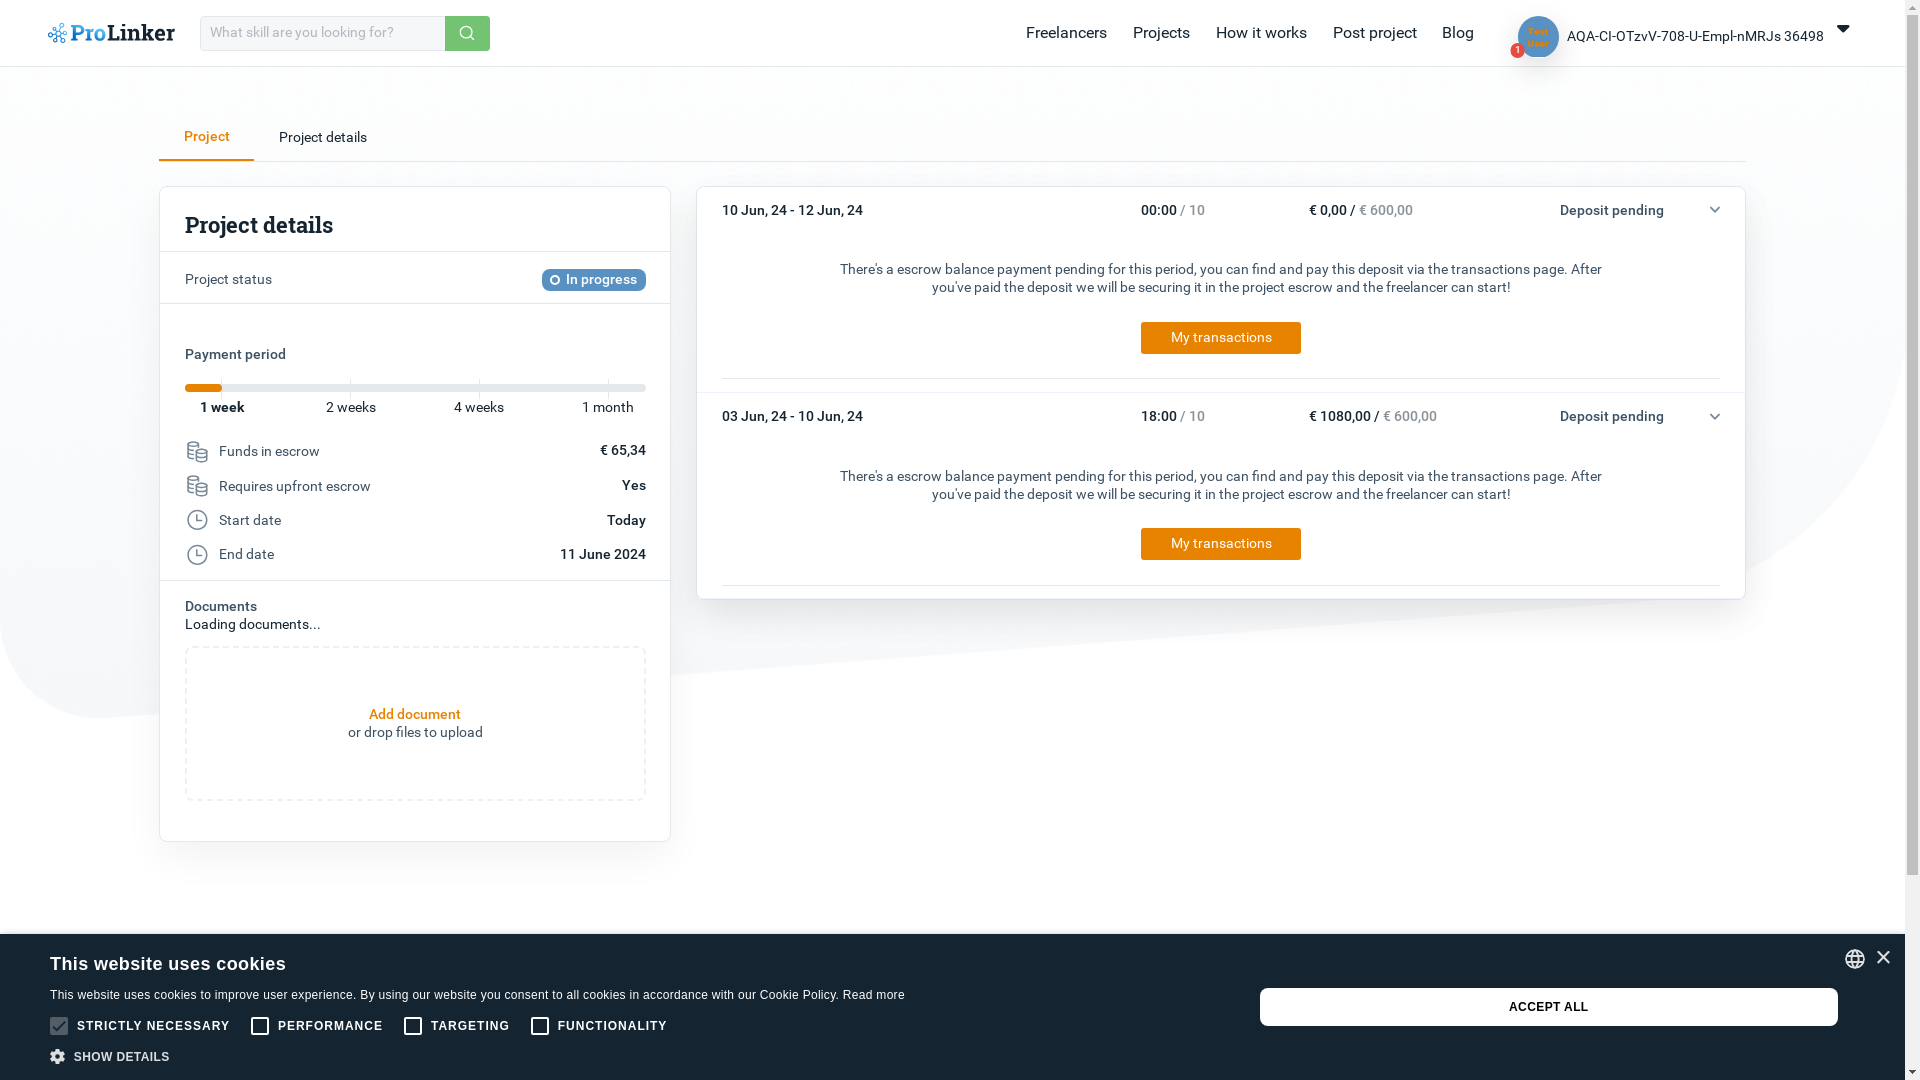 ProLinker
What skill are you looking for?
Freelancers
Projects
How it works
Post project
Blog
Test
User
1
AQA-CI-OTzvV-708-U-Empl-nMRJs 36498
Project
Project details
Project details
Project status
In progress
Payment period
1 week
2 weeks
4 weeks
1 month
Funds in escrow
€ 65,34
Requires upfront escrow
Yes
Start date
Today
End date
11 June 2024
Documents
Loading documents...
Add document
or drop files to upload
10 Jun, 24 - 12 Jun, 24
00:00 / 10
€ 0,00 / € 600,00
Deposit pending
There's a escrow balance payment pending for this period, you can find and pay this deposit via the transactions page. After
you've paid the deposit we will be securing it in the project escrow and the freelancer can start!
My transactions
03 Jun, 24 - 10 Jun, 24
18:00 / 10
€ 1080,00 / € 600,00
Deposit pending
There's a escrow balance payment pending for this period, you can find and pay this deposit via the transactions page. After
you've paid the deposit we will be securing it in the project escrow and the freelancer can start!
My transactions
This website uses cookies
This website uses cookies to improve user experience. By using our website you consent to all cookies in accordance with our Cookie Policy. Read more
STRICTLY NECESSARY
PERFORMANCE
TARGETING
FUNCTIONALITY
SHOW DETAILS
ACCEPT ALL